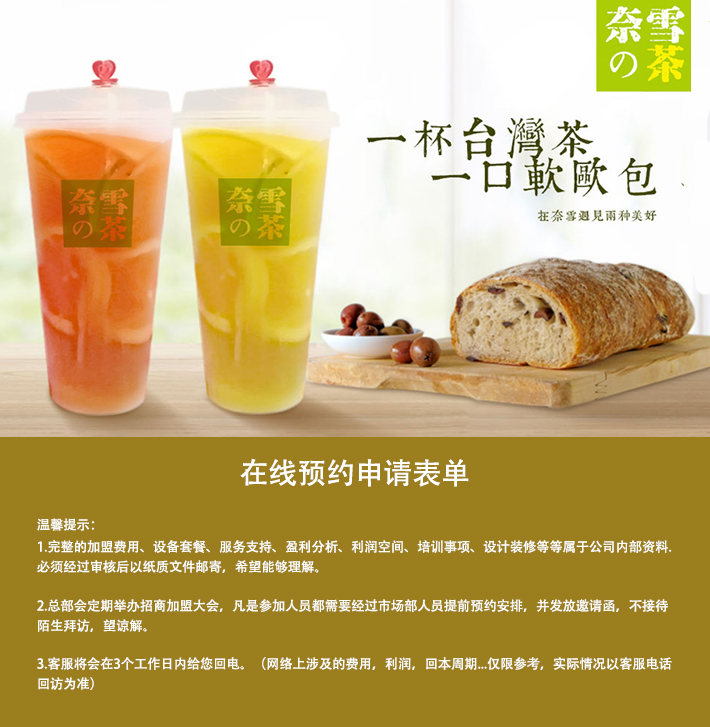 奈雪
の茶
一杯台灣茶
一口軟歐包
在奈雪遇見兩种美好
奈雪
の茶
奈雪
の茶
在线预约申请表单
温馨提示：
1.完整的加盟费用、设备套餐、服务支持、盈利分析、利润空间、培训事项、设计装修等等属于公司内部资料.
必须经过审核后以纸质文件邮寄，希望能够理解。
2.总部会定期举办招商加盟大会，凡是参加人员都需要经过市场部人员提前预约安排，并发放邀请函，不接待
陌生拜访，望谅解。
3.客服将会在3个工作日内给您回电。（网络上涉及的费用，利润，回本周期...仅限参考，实际情况以客服电话
回访为准）